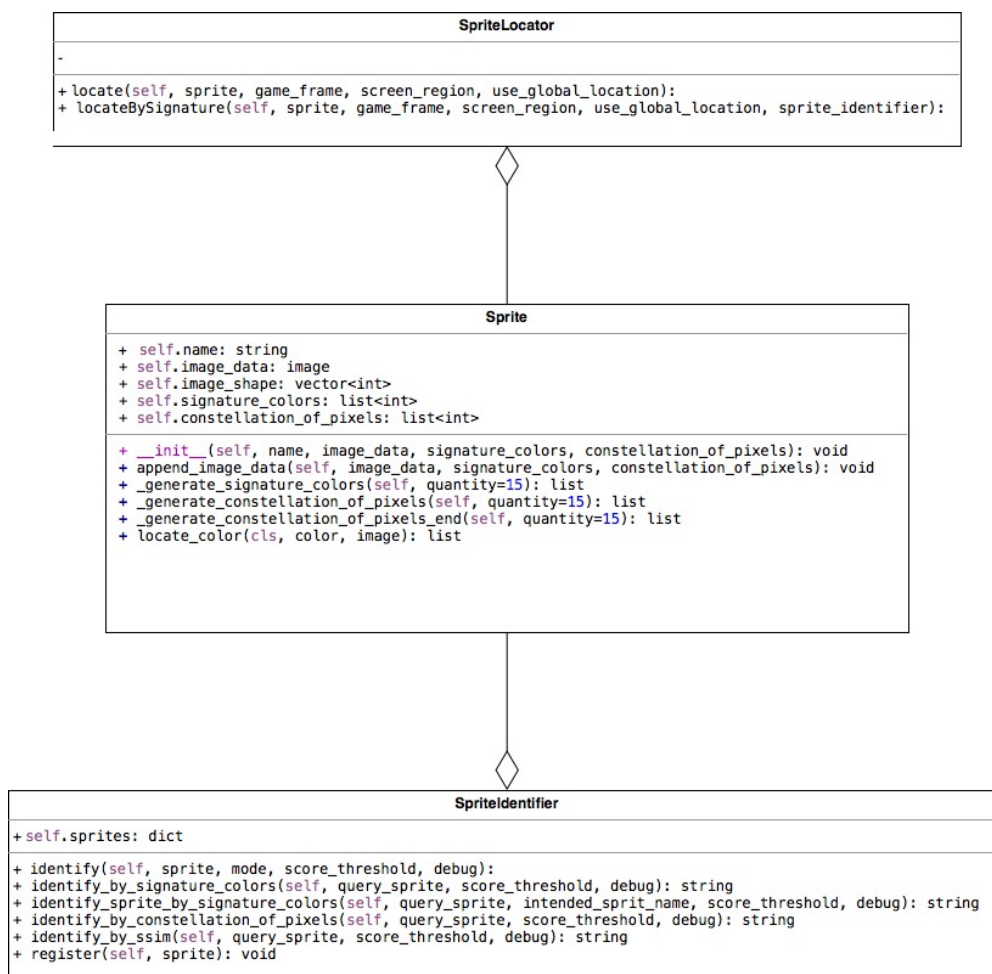 SpriteLocator
-
+ locate(self, sprite, game_frame, screen_region, use_global_location):
+ locateBySignature(self, sprite, game_frame, screen_region, use_global_location, sprite_identifier):
Sprite
+ self.name: string
+ self.image_data: image
+ self.image_shape: vector<int>
+ self.signature_colors: list<int>
+ self.constellation_of_pixels: list<int>
+ __init__(self, name, image_data, signature_colors, constellation_of_pixels): void
+ append_image_data(self, image_data, signature_colors, constellation_of_pixels): void
+ _generate_signature_colors(self, quantity=15): list
+ _generate_constellation_of_pixels(self, quantity=15): list
+ _generate_constellation_of_pixels_end(self, quantity=15): list
+ locate_color(cls, color, image): list
SpriteIdentifier
+ self.sprites: dict
+ identify(self, sprite, mode, score_threshold, debug):
+ identify_by_signature_colors(self, query_sprite, score_threshold, debug): string
+ identify_sprite_by_signature_colors(self, query_sprite, intended_sprit_name, score_threshold, debug): string
+ identify_by_constellation_of_pixels(self, query_sprite, score_threshold, debug): string
+ identify_by_ssim(self, query_sprite, score_threshold, debug): string
+ register(self, sprite): void